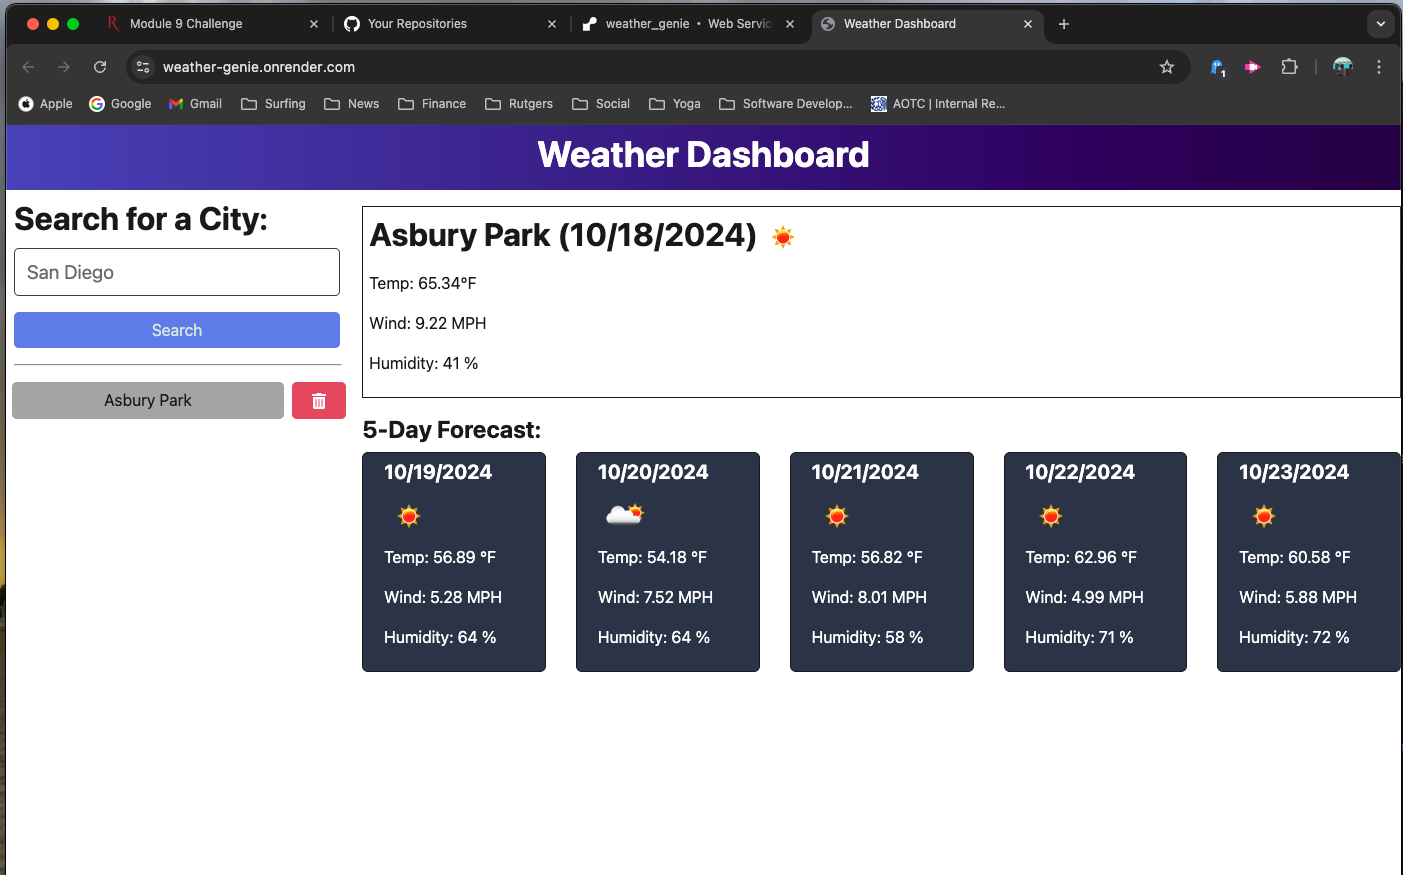 Module 9 Challenge
Your Repositories
weather_genie • Web Servic
Weather Dashboard
weather-genie.onrender.com
1
Apple
Google
Gmail
Surfing
News
Finance
Rutgers
Social
Yoga
Software Develop...
AOTC | Internal Re...
Weather Dashboard
Search for a City:
San Diego
Search
Asbury Park
Asbury Park (10/18/2024)
Temp: 65.34°F
Wind: 9.22 MPH
Humidity: 41 %
5-Day Forecast:
10/19/2024
Temp: 56.89 °F
Wind: 5.28 MPH
Humidity: 64 %
10/20/2024
Temp: 54.18 °F
Wind: 7.52 MPH
Humidity: 64 %
10/21/2024
Temp: 56.82 °F
Wind: 8.01 MPH
Humidity: 58 %
10/22/2024
Temp: 62.96 °F
Wind: 4.99 MPH
Humidity: 71 %
10/23/2024
Temp: 60.58 °F
Wind: 5.88 MPH
Humidity: 72 %